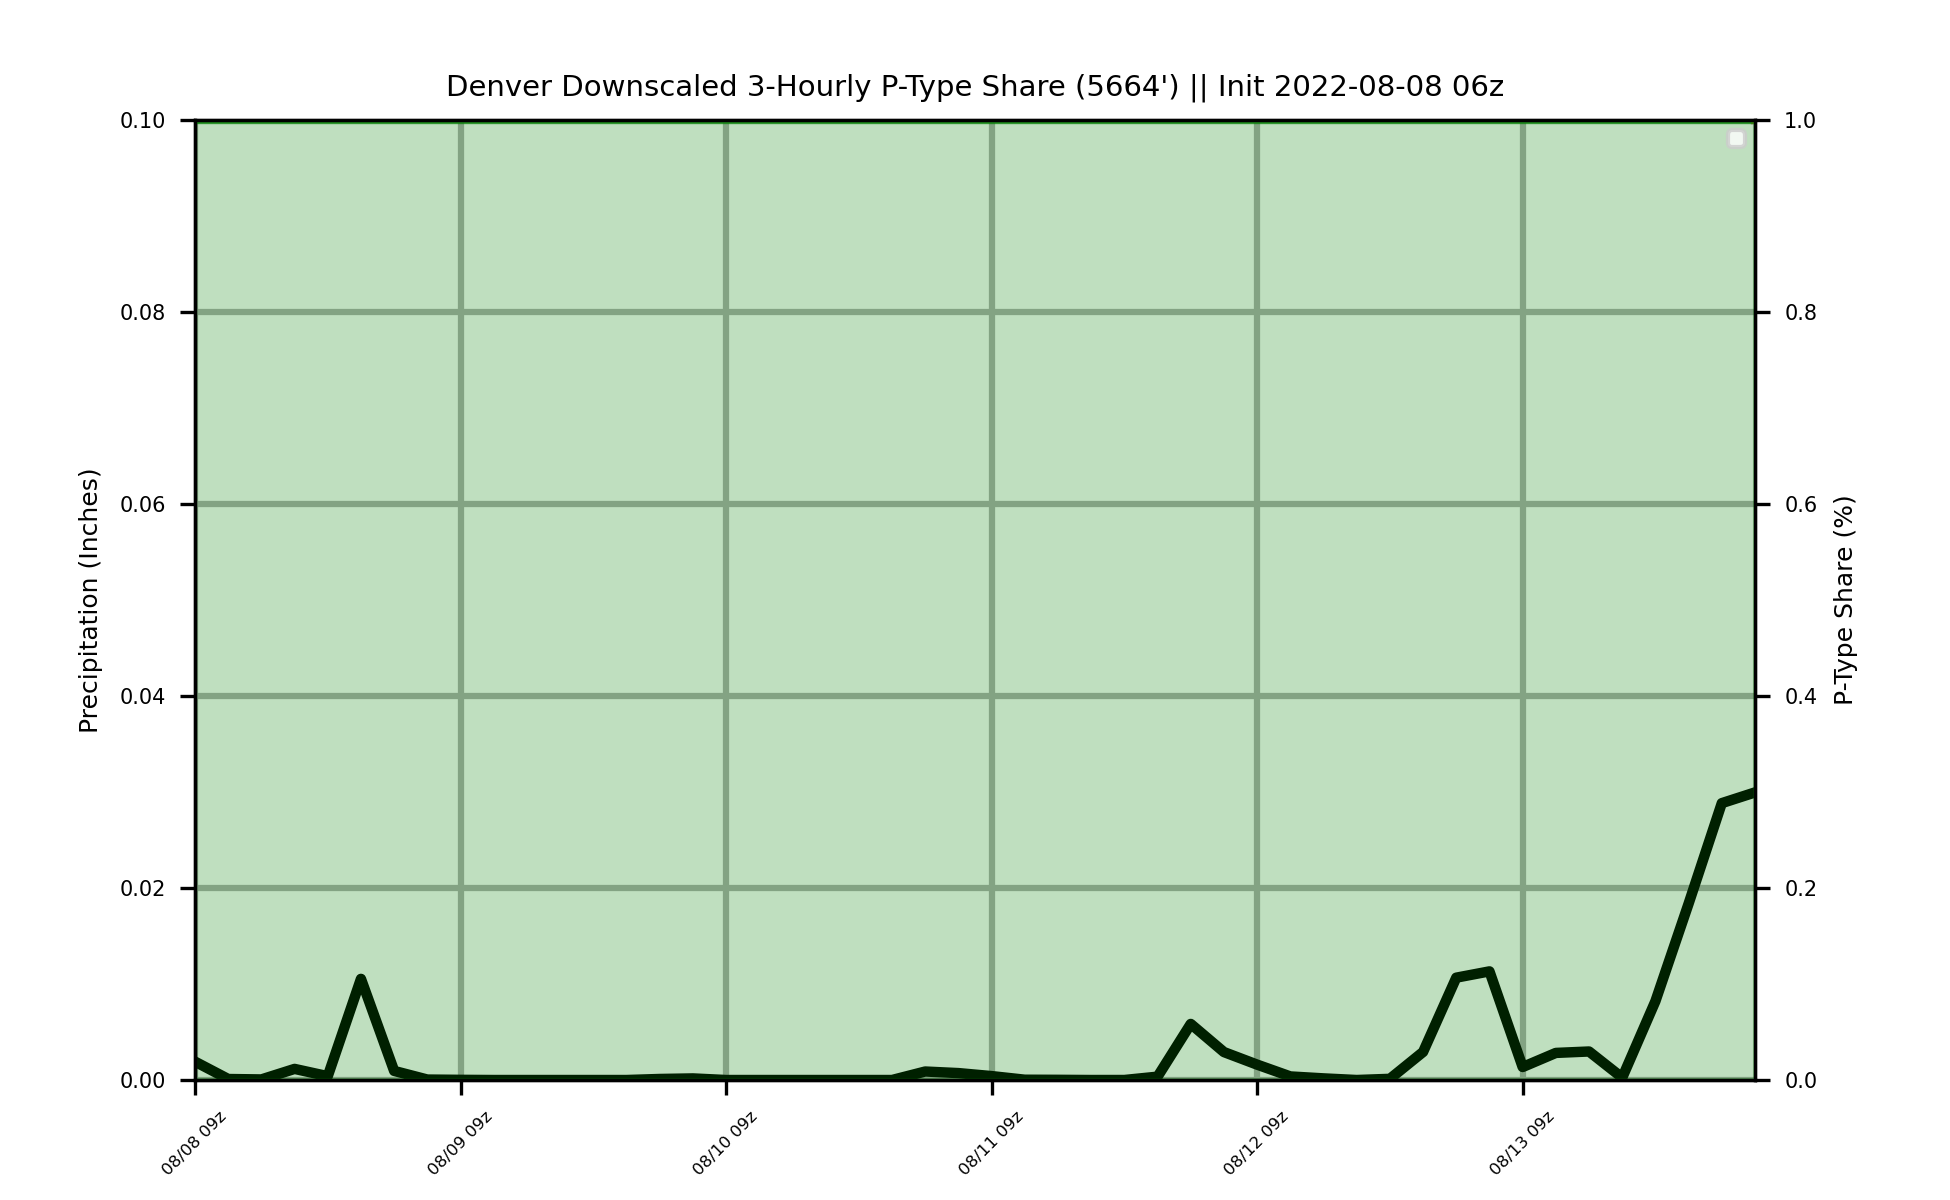 Denver Downscaled 3-Hourly P-Type Share (5664') || Init 2022-08-08 06z
Precipitation (Inches)
0.10
0.08
0.06
0.04
0.02
0.00
1.0
0.8
0.6
0.4
0.2
0.0
P-Type Share (%)
08/08 09z
08/09 09z
08/10 09z
08/11 09z
08/12 09z
08/13 09z